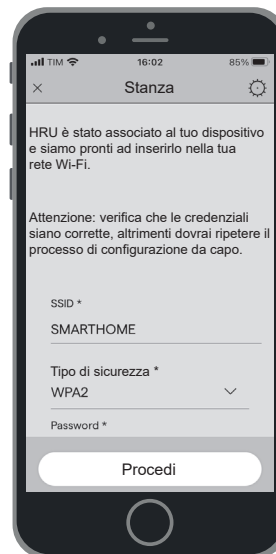 TIM 16:02 85%
Stanza
HRU è stato associato al tuo dispositivo
e siamo pronti ad inserirlo nella tua
rete Wi-Fi.
Attenzione: verifica che le credenziali
siano corrette, altrimenti dovrai ripetere il
processo di configurazione da capo.
SSID *
SMARTHOME
Tipo di sicurezza *
WPA2
Password *
Procedi